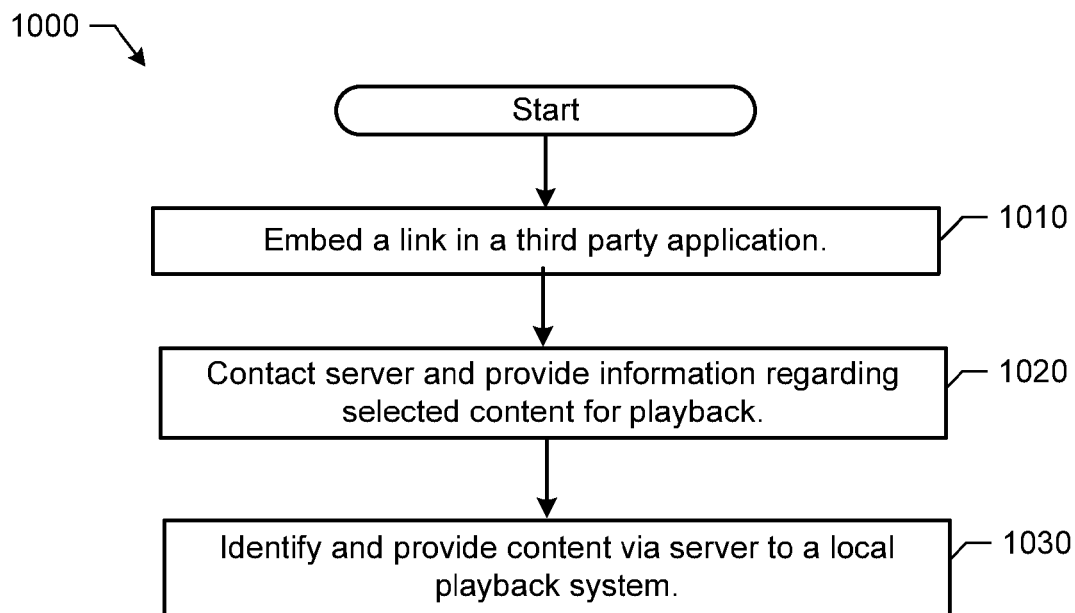 1000
Start
Embed a link in a third party application.
1010
Contact server and provide information regarding
selected content for playback.
1020
Identify and provide content via server to a local
playback system.
1030